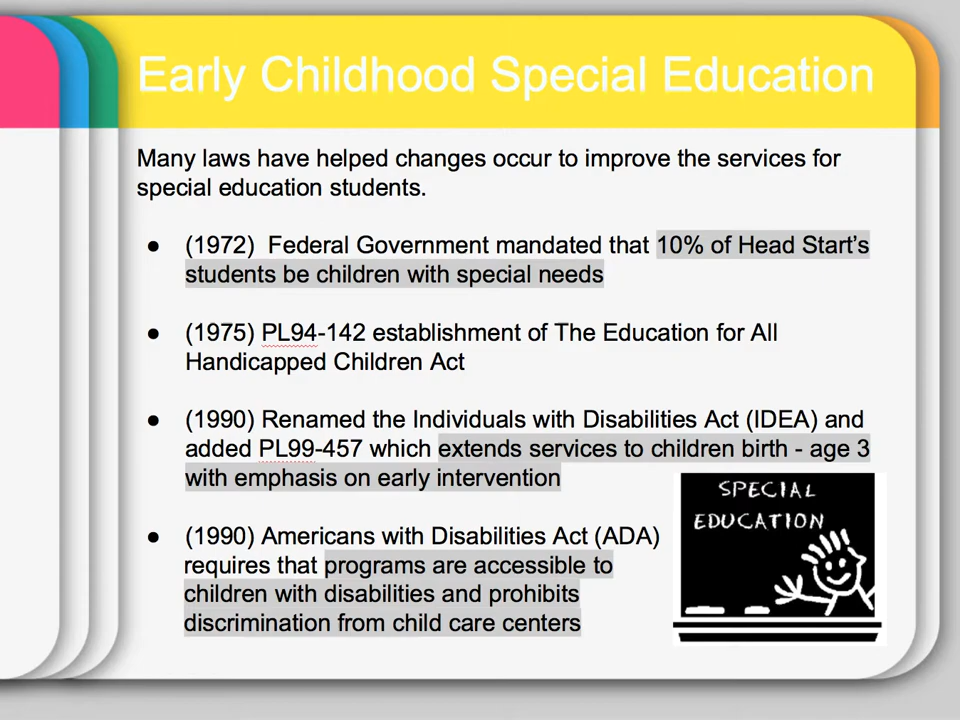 Early Childhood Special Education
Many laws have helped changes occur to improve the services for
special education students.
● (1972)  Federal Government mandated that 10% of Head Start's
students be children with special needs
● (1975) PL94-142 establishment of The Education for All
Handicapped Children Act
● (1990) Renamed the Individuals with Disabilities Act (IDEA) and
added PL99-457 which extends services to children birth - age 3
with emphasis on early intervention
● (1990) Americans with Disabilities Act (ADA)
requires that programs are accessible to
children with disabilities and prohibits
discrimination from child care centers
SPECIAL
EDUCATION